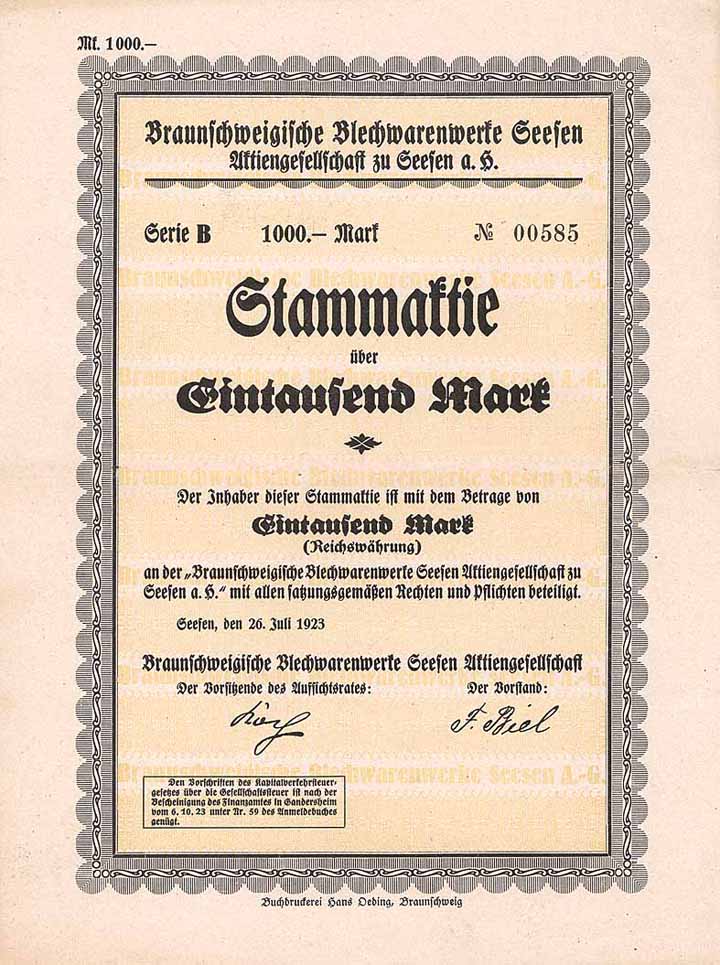 Mk. 1000.—
Braunschweigische Blechwarenwerke Seesen
Aktiengesellschaft zu Seesen a. H.
Serie B 1000.— Mark № 00585
Stammaktie
über
Eintausend Mark
Der Inhaber dieser Stammaktie ist mit dem Betrage von
Eintausend Mark
(Reichswährung)
an der „Braunschweigische Blechwarenwerke Seesen Aktiengesellschaft zu
Seesen a. H.“ mit allen satzungsgemäßen Rechten und Pflichten beteiligt.
Seesen, den 26. Juli 1923
Braunschweigische Blechwarenwerke Seesen Aktiengesellschaft
Der Vorsitzende des Aufsichtsrates: Der Vorstand:
F. Biel
Den Vorschriften des Kapitalverkehrsteuer-
gesetzes über die Gesellschaftsteuer ist nach der
Bescheinigung des Finanzamtes in Gandersheim
vom 6. 10. 23 unter Nr. 59 des Anmeldebuches
genügt.
Buchdruckerei Hans Oeding, Braunschweig